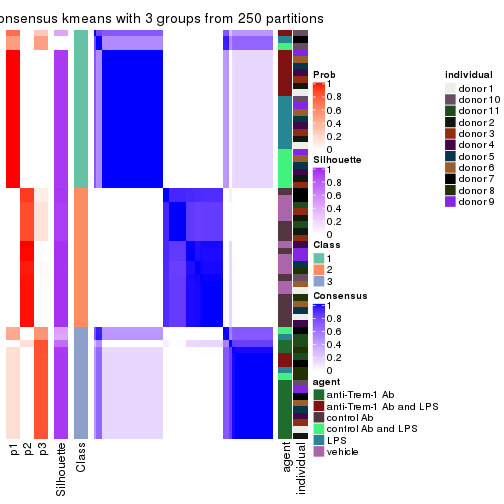 onsensus kmeans with 3 groups from 250 partitions
Prob
1
0.8
0.6
0.4
0.2
0
Silhouette
1
0.8
0.6
0.4
0.2
0
Class
1
2
3
Consensus
1
0.8
0.6
0.4
0.2
0
agent
anti-Trem-1 Ab
anti-Trem-1 Ab and LPS
control Ab
control Ab and LPS
LPS
vehicle
individual
donor 1
donor 10
donor 11
donor 2
donor 3
donor 4
donor 5
donor 6
donor 7
donor 8
donor 9
p1
p2
p3
Silhouette
Class
agent
individual